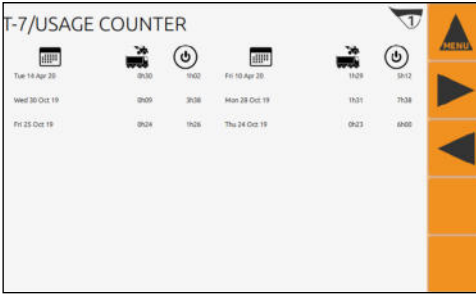 T-7/USAGE COUNTER
1
MENU
Tue 14 Apr 20 0h30 1h02 Fri 10 Apr 20 1h29 5h12
Wed 30 Oct 19 0h09 3h38 Mon 28 Oct 19 1h31 7h38
Fri 25 Oct 19 0h24 1h26 Thu 24 Oct 19 0h23 6h00